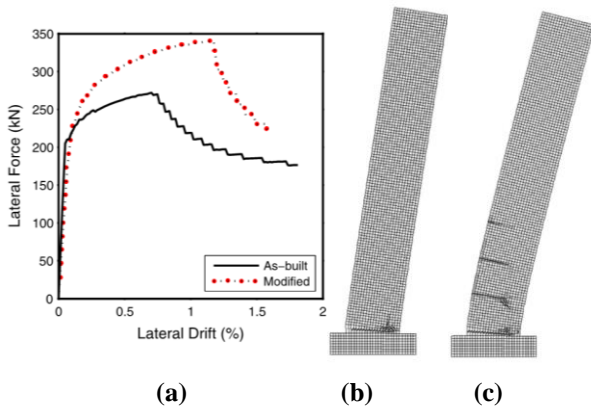 350
300
250
200
150
100
50
0
Lateral Force (kN)
As−built
Modified
0 0.5 1 1.5 2
Lateral Drift (%)
(a) (b) (c)